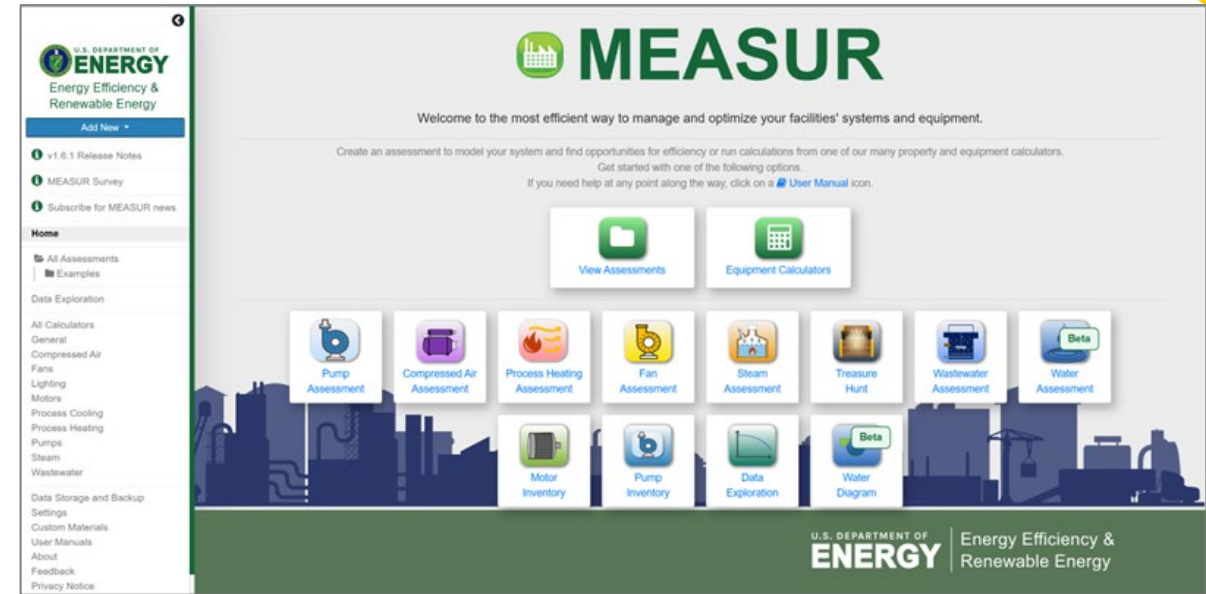 U.S. DEPARTMENT OF
ENERGY
Energy Efficiency &
Renewable Energy
Add New
v1.6.1 Release Notes
MEASUR Survey
Subscribe for MEASUR news
Home
All Assessments
Examples
Data Exploration
All Calculators
General
Compressed Air
Fans
Lighting
Motors
Process Cooling
Process Heating
Pumps
Steam
Wastewater
Data Storage and Backup
Settings
Custom Materials
User Manuals
About
Feedback
Privacy Notice
MEASUR
Welcome to the most efficient way to manage and optimize your facilities' systems and equipment.
Create an assessment to model your system and find opportunities for efficiency or run calculations from one of our many property and equipment calculators.
Get started with one of the following options.
If you need help at any point along the way, click on a User Manual icon.
View Assessments
Equipment Calculators
Pump
Assessment
Compressed Air
Assessment
Process Heating
Assessment
Fan
Assessment
Steam
Assessment
Treasure
Hunt
Wastewater
Assessment
Beta
Water
Assessment
Motor
Inventory
Pump
Inventory
Data
Exploration
Beta
Water
Diagram
U.S. DEPARTMENT OF
ENERGY
Energy Efficiency &
Renewable Energy